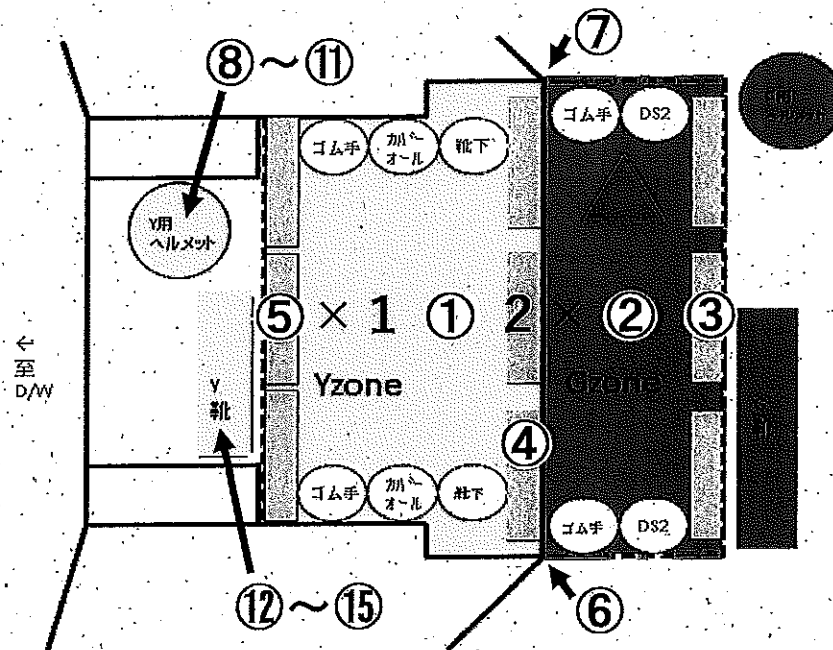 ⑦
⑧～⑪
ゴム手
カバー
オール
靴下
ゴム手
DS2
Y用
ヘルメット
⑤
× 1
①
2 ×
②
③
←
至
D/W
Y
靴
Yzone
Gzone
④
ゴム手
カバー
オール
靴下
ゴム手
DS2
⑫～⑮
⑥